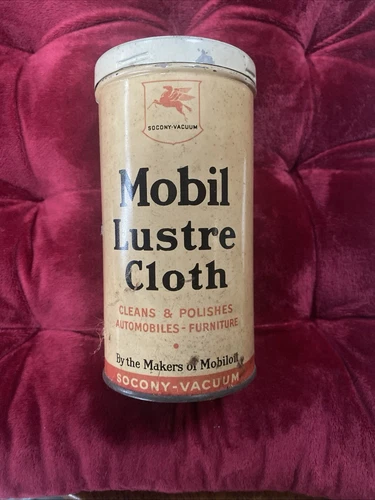 SOCONY-VACUUM
Mobil
Lustre
Cloth
CLEANS & POLISHES
AUTOMOBILES - FURNITURE
By the Makers of Mobiloil
SOCONY-VACUUM